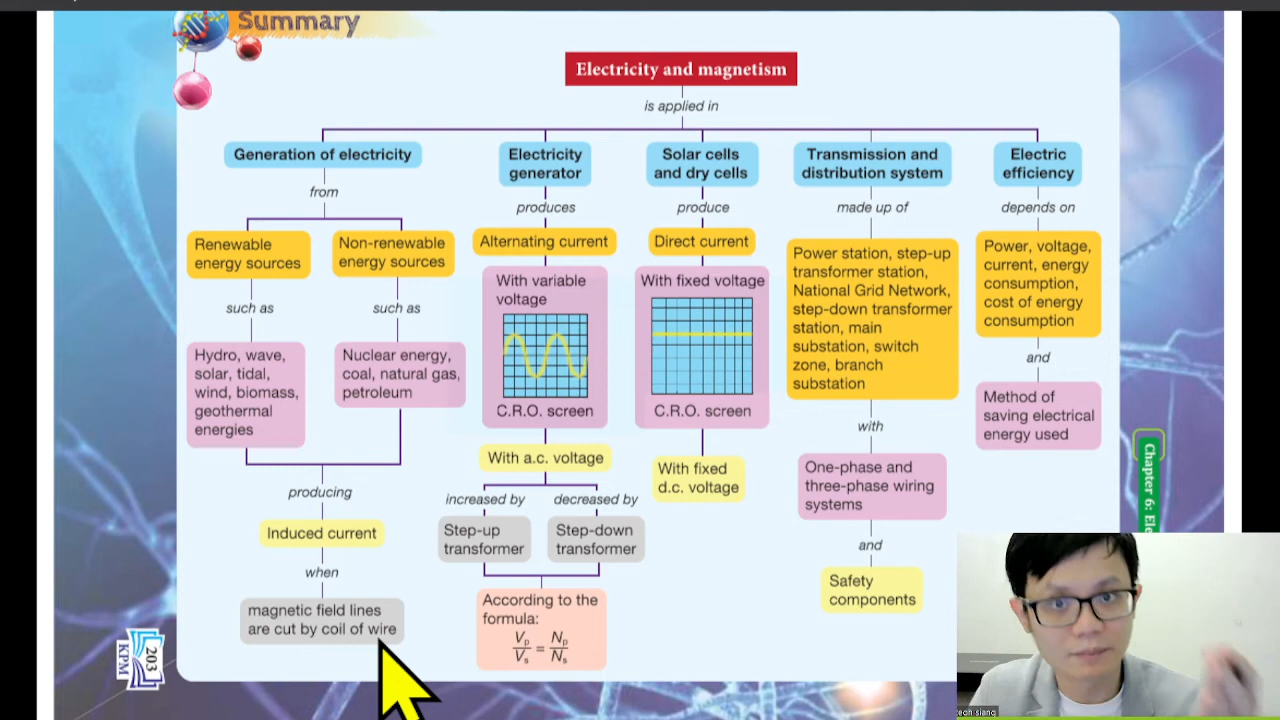 Summary
Electricity and magnetism
is applied in
Generation of electricity
from
Renewable
energy sources
such as
Hydro, wave,
solar, tidal,
wind, biomass,
geothermal
energies
Non-renewable
energy sources
such as
Nuclear energy,
coal, natural gas,
petroleum
producing
Induced current
when
magnetic field lines
are cut by coil of wire
Electricity
generator
produces
Alternating current
With variable
voltage
C.R.O. screen
With a.c. voltage
increased by
Step-up
transformer
decreased by
Step-down
transformer
According to the
formula:
Vp/Vs = Np/Ns
Solar cells
and dry cells
produce
Direct current
With fixed voltage
C.R.O. screen
With fixed
d.c. voltage
Transmission and
distribution system
made up of
Power station, step-up
transformer station,
National Grid Network,
step-down transformer
station, main
substation, switch
zone, branch
substation
with
One-phase and
three-phase wiring
systems
and
Safety
components
Electric
efficiency
depends on
Power, voltage,
current, energy
consumption,
cost of energy
consumption
and
Method of
saving electrical
energy used
Chapter 6: Ele
203
KPM
teoh-siang